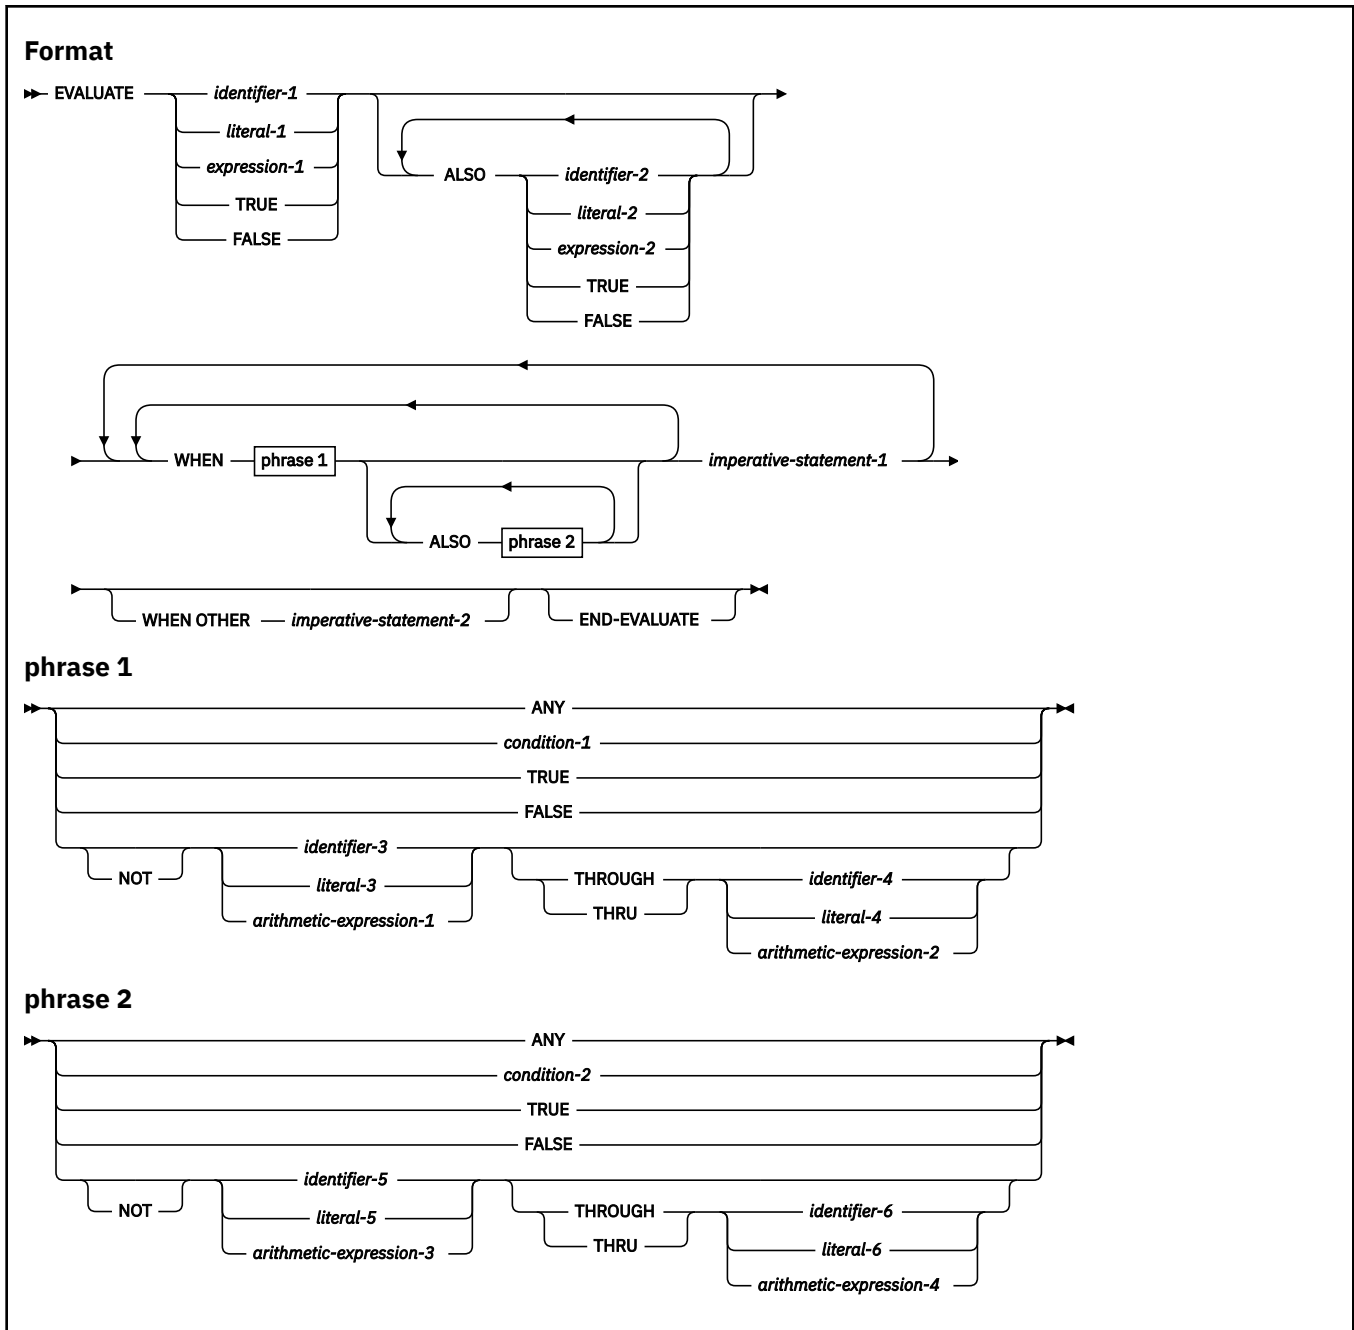 Format
EVALUATE identifier-1
literal-1
expression-1
TRUE
FALSE
ALSO identifier-2
literal-2
expression-2
TRUE
FALSE
WHEN phrase 1 imperative-statement-1
ALSO phrase 2
WHEN OTHER imperative-statement-2 END-EVALUATE
phrase 1
ANY
condition-1
TRUE
FALSE
identifier-3
NOT THROUGH identifier-4
literal-3
THRU literal-4
arithmetic-expression-1
arithmetic-expression-2
phrase 2
ANY
condition-2
TRUE
FALSE
identifier-5
NOT THROUGH identifier-6
literal-5
THRU literal-6
arithmetic-expression-3
arithmetic-expression-4